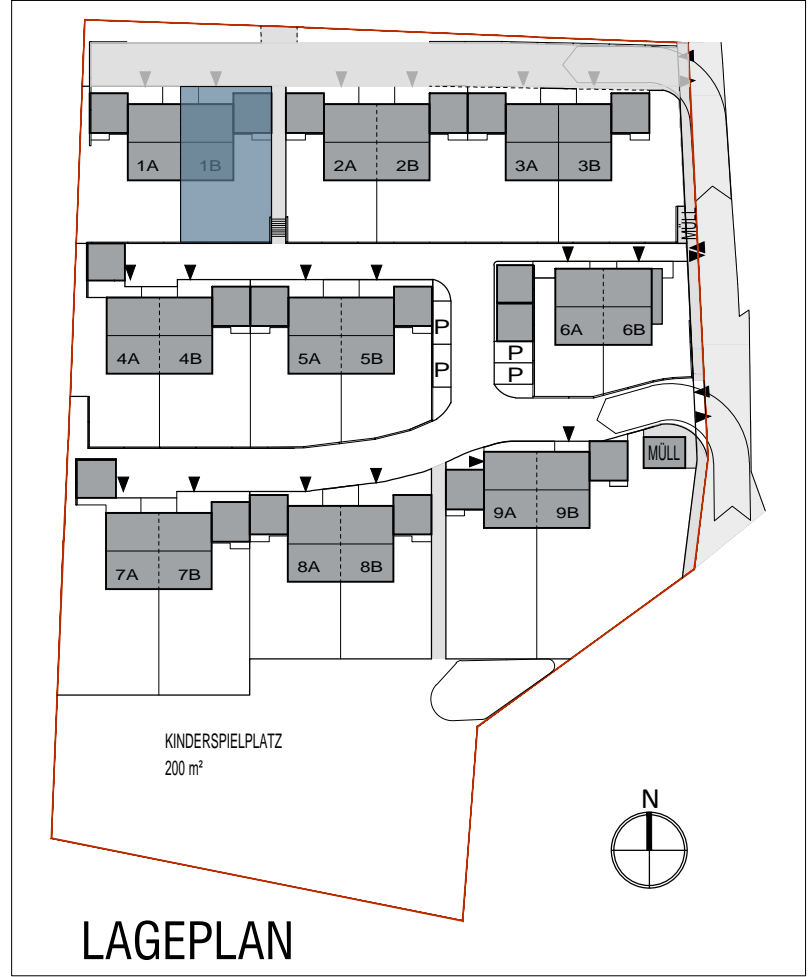 1A 1B 2A 2B 3A 3B
MÜLL
4A 4B 5A 5B P 6A 6B
P
P
P
MÜLL
7A 7B 8A 8B 9A 9B
KINDERSPIELPLATZ
200 m²
N
LAGEPLAN